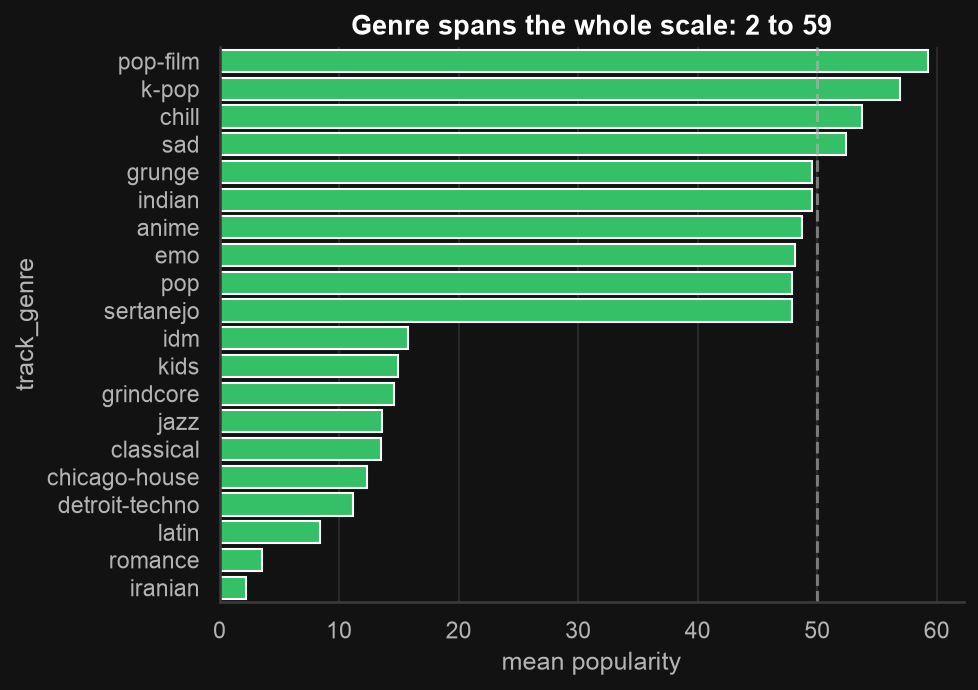 Genre spans the whole scale: 2 to 59
track_genre
pop-film
k-pop
chill
sad
grunge
indian
anime
emo
pop
sertanejo
idm
kids
grindcore
jazz
classical
chicago-house
detroit-techno
latin
romance
iranian
0 10 20 30 40 50 60
mean popularity